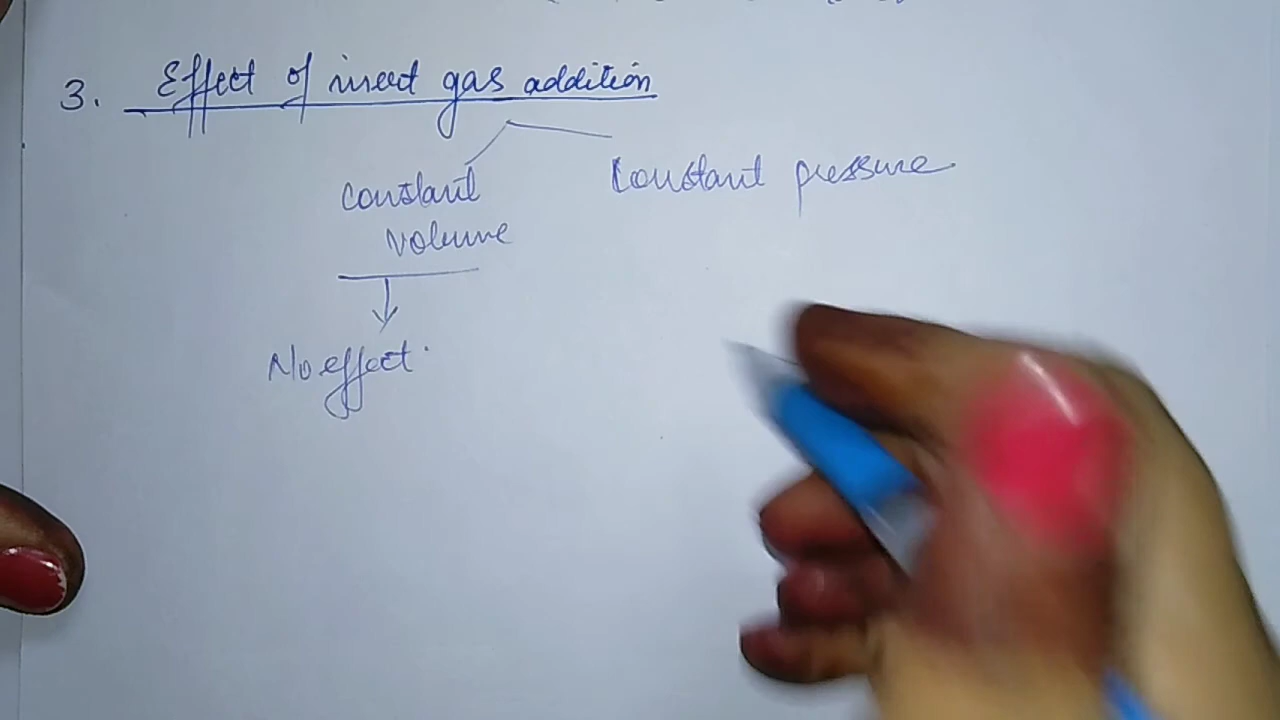 3. Effect of inert gas addition
Constant pressure
Constant
Volume
No effect